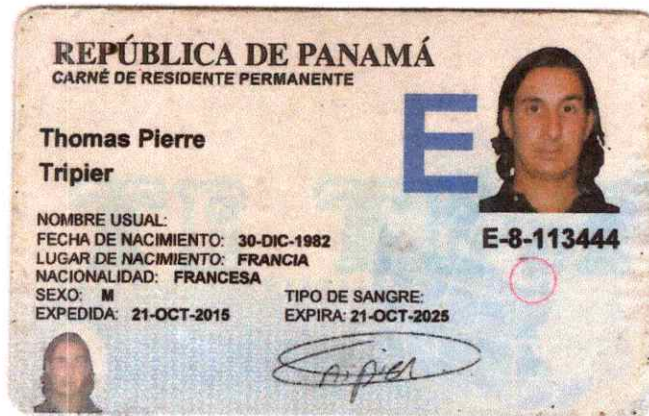 REPÚBLICA DE PANAMÁ
CARNÉ DE RESIDENTE PERMANENTE
E
Thomas Pierre
Tripier
E-8-113444
NOMBRE USUAL:
FECHA DE NACIMIENTO: 30-DIC-1982
LUGAR DE NACIMIENTO: FRANCIA
NACIONALIDAD: FRANCESA
SEXO: M TIPO DE SANGRE:
EXPEDIDA: 21-OCT-2015 EXPIRA: 21-OCT-2025